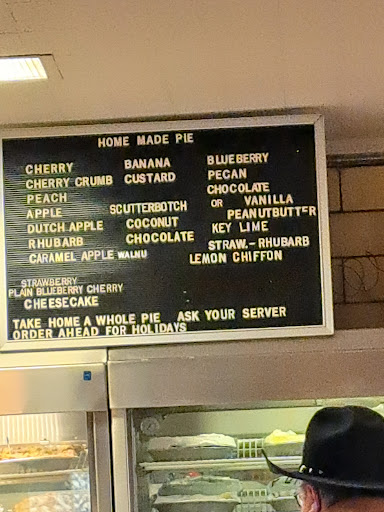 HOME MADE PIE
CHERRY
CHERRY CRUMB
PEACH
APPLE
DUTCH APPLE
RHUBARB
CARAMEL APPLE WALNU
BANANA
CUSTARD
SCUTTERBOTCH
COCONUT
CHOCOLATE
BLUEBERRY
PECAN
CHOCOLATE
OR VANILLA
PEANUTBUTTER
KEY LIME
STRAW.-RHUBARB
LEMON CHIFFON
STRAWBERRY
PLAIN BLUEBERRY CHERRY
CHEESECAKE
TAKE HOME A WHOLE PIE ASK YOUR SERVER
ORDER AHEAD FOR HOLIDAYS